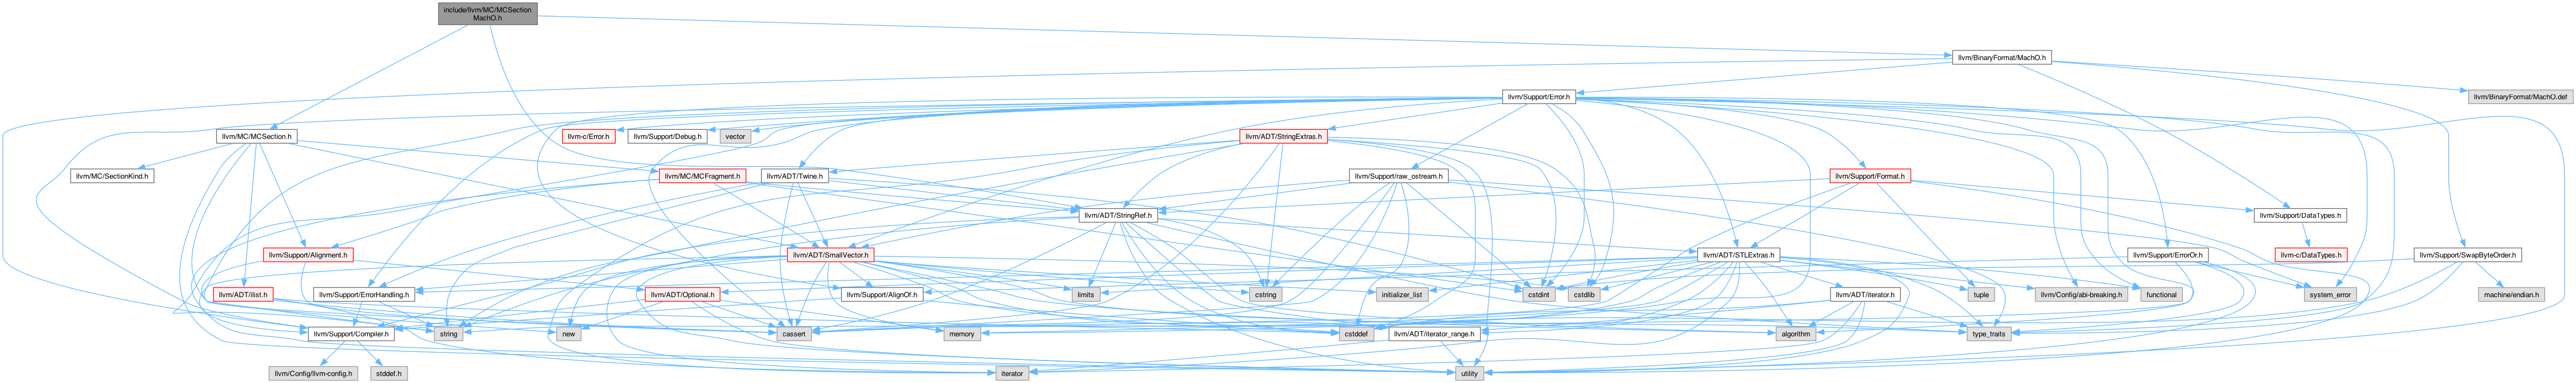 include/llvm/MC/MCSection
MachO.h
llvm/BinaryFormat/MachO.h
llvm/Support/Error.h
llvm/BinaryFormat/MachO.def
llvm/MC/MCSection.h
llvm-c/Error.h
llvm/Support/Debug.h
vector
llvm/ADT/StringExtras.h
llvm/MC/SectionKind.h
llvm/MC/MCFragment.h
llvm/ADT/Twine.h
llvm/Support/raw_ostream.h
llvm/Support/Format.h
llvm/ADT/StringRef.h
llvm/Support/DataTypes.h
llvm/Support/Alignment.h
llvm/ADT/SmallVector.h
llvm/ADT/STLExtras.h
llvm/Support/ErrorOr.h
llvm-c/DataTypes.h
llvm/Support/SwapByteOrder.h
llvm/ADT/ilist.h
llvm/Support/ErrorHandling.h
llvm/ADT/Optional.h
llvm/Support/AlignOf.h
limits
cstring
initializer_list
cstdint
cstdlib
llvm/ADT/iterator.h
tuple
llvm/Config/abi-breaking.h
functional
system_error
machine/endian.h
llvm/Support/Compiler.h
string
new
cassert
memory
cstddef
llvm/ADT/iterator_range.h
algorithm
type_traits
llvm/Config/llvm-config.h
stddef.h
iterator
utility